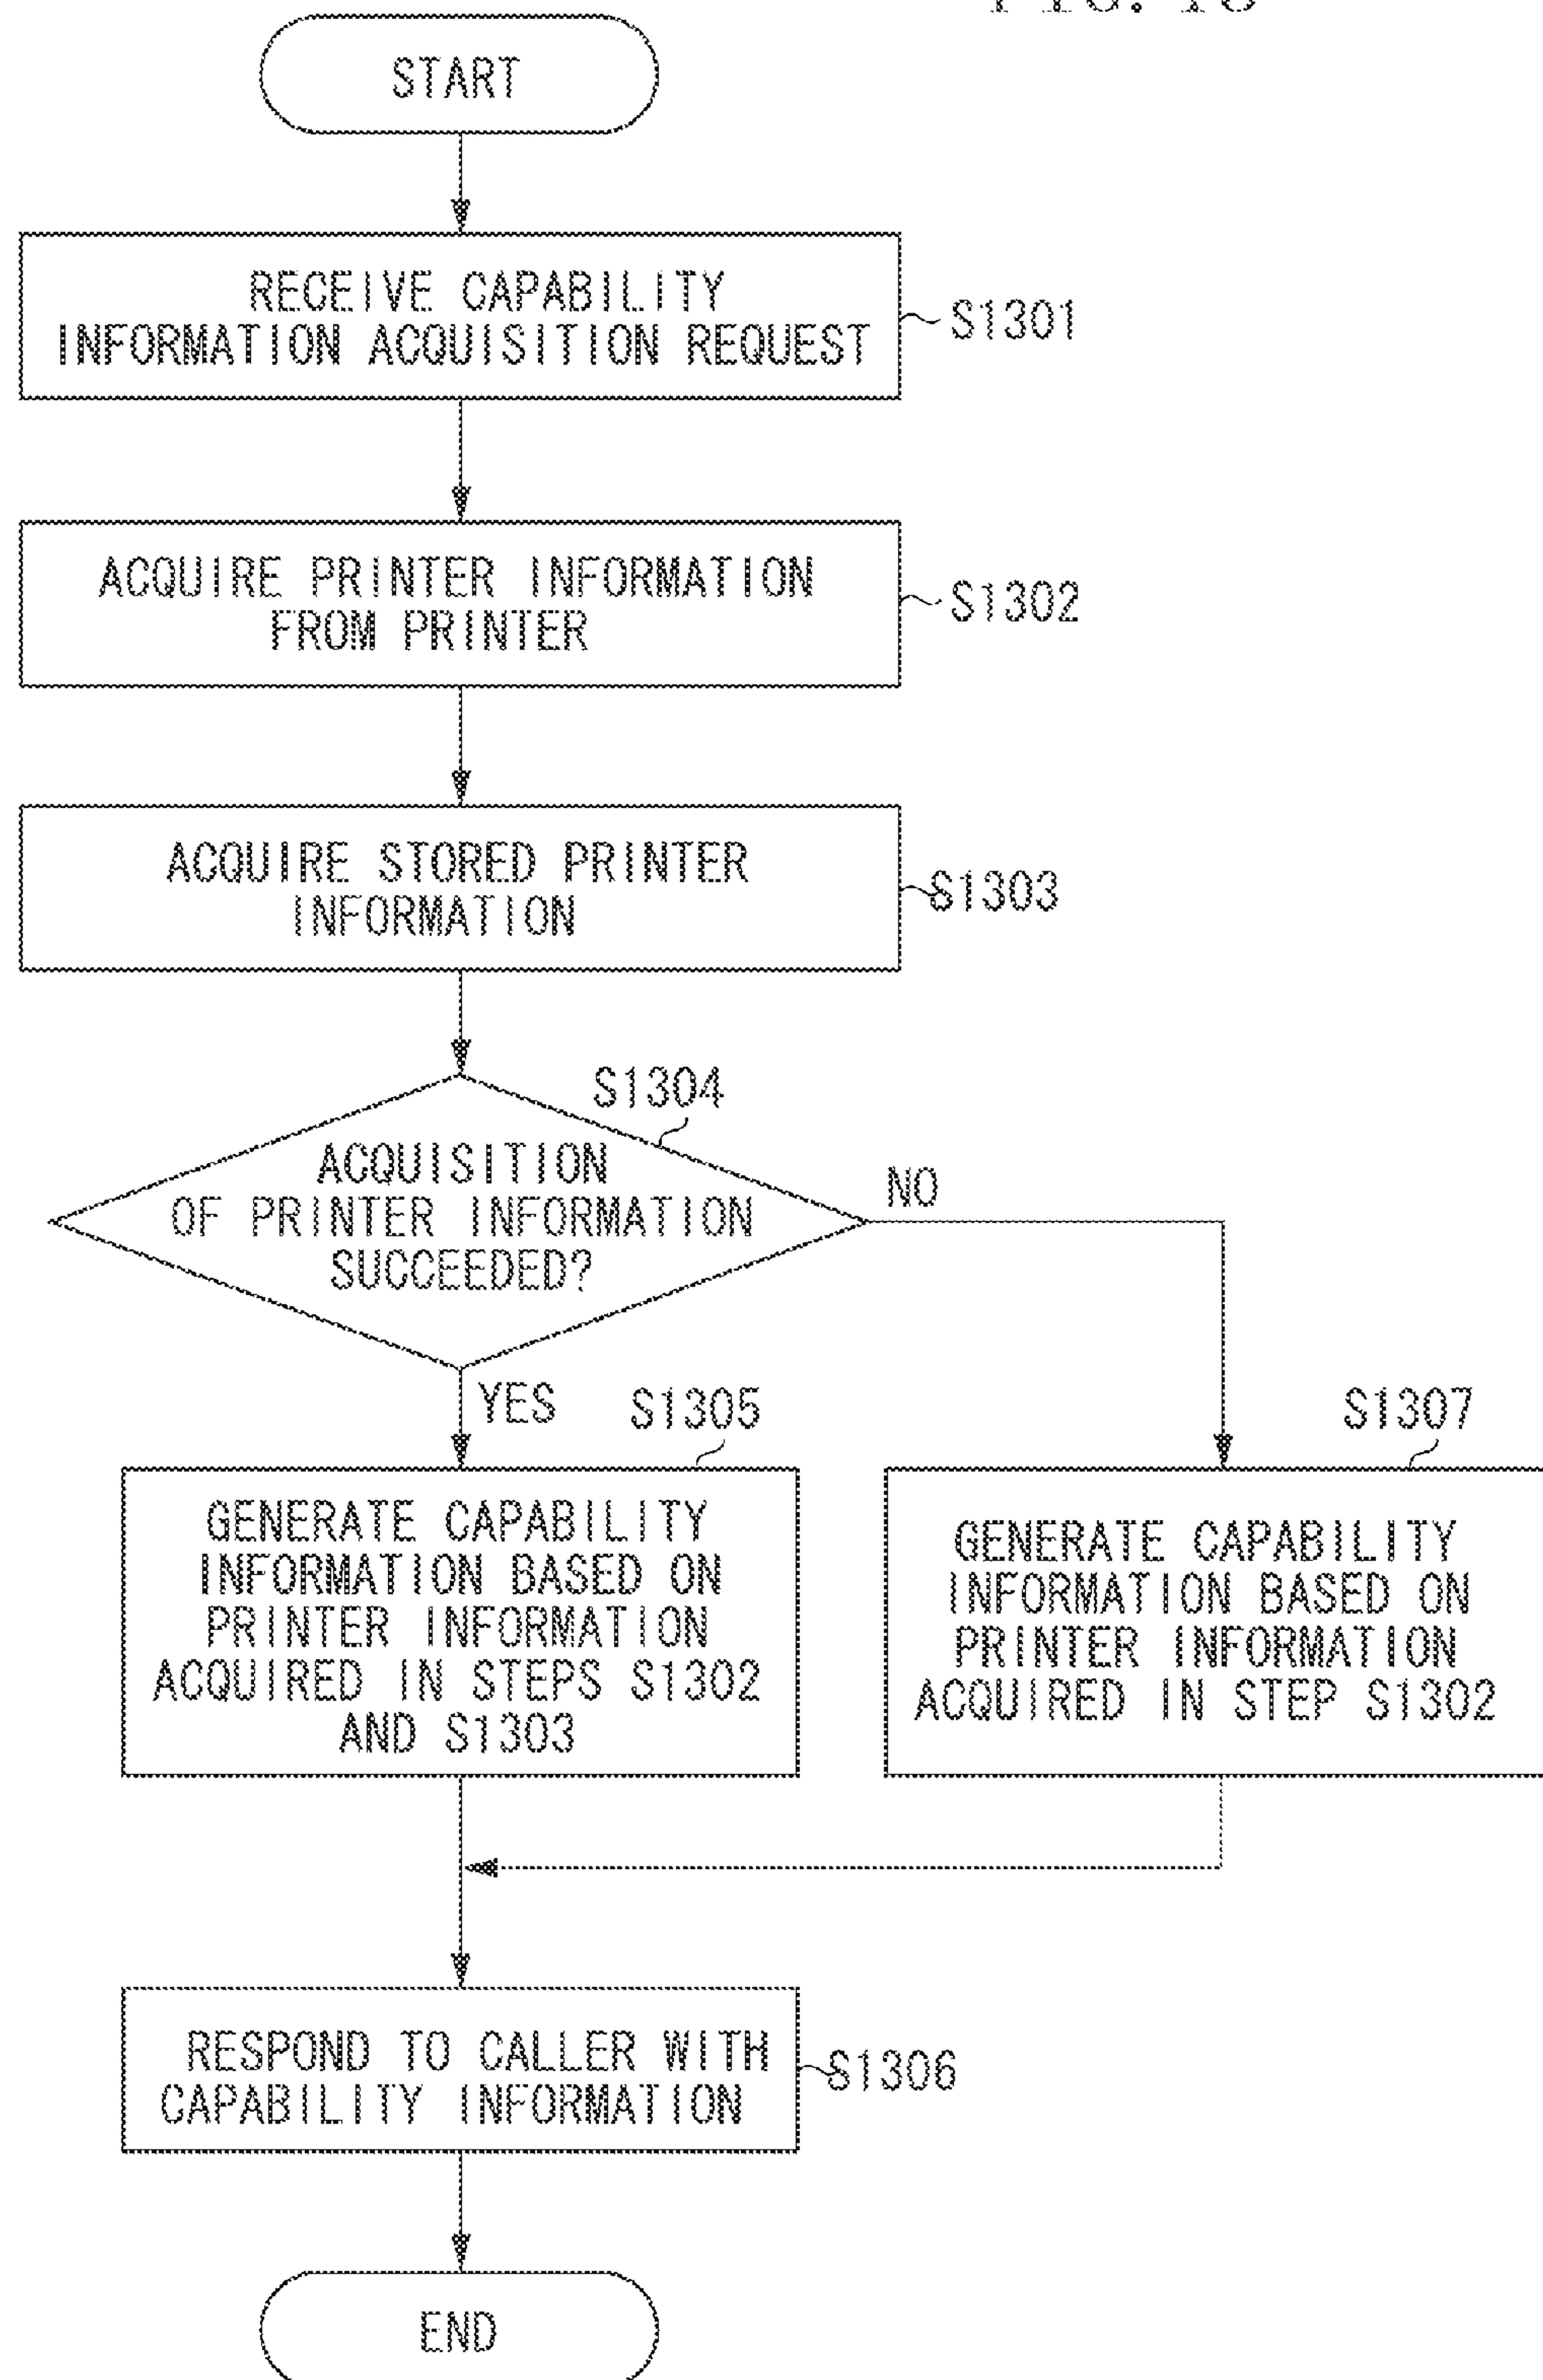 START
RECEIVE CAPABILITY
INFORMATION ACQUISITION REQUEST
S1301
ACQUIRE PRINTER INFORMATION
FROM PRINTER
S1302
ACQUIRE STORED PRINTER
INFORMATION
S1303
S1304
ACQUISITION
OF PRINTER INFORMATION
SUCCEEDED?
NO
YES
S1305
GENERATE CAPABILITY
INFORMATION BASED ON
PRINTER INFORMATION
ACQUIRED IN STEPS S1302
AND S1303
S1307
GENERATE CAPABILITY
INFORMATION BASED ON
PRINTER INFORMATION
ACQUIRED IN STEP S1302
RESPOND TO CALLER WITH
CAPABILITY INFORMATION
S1306
END